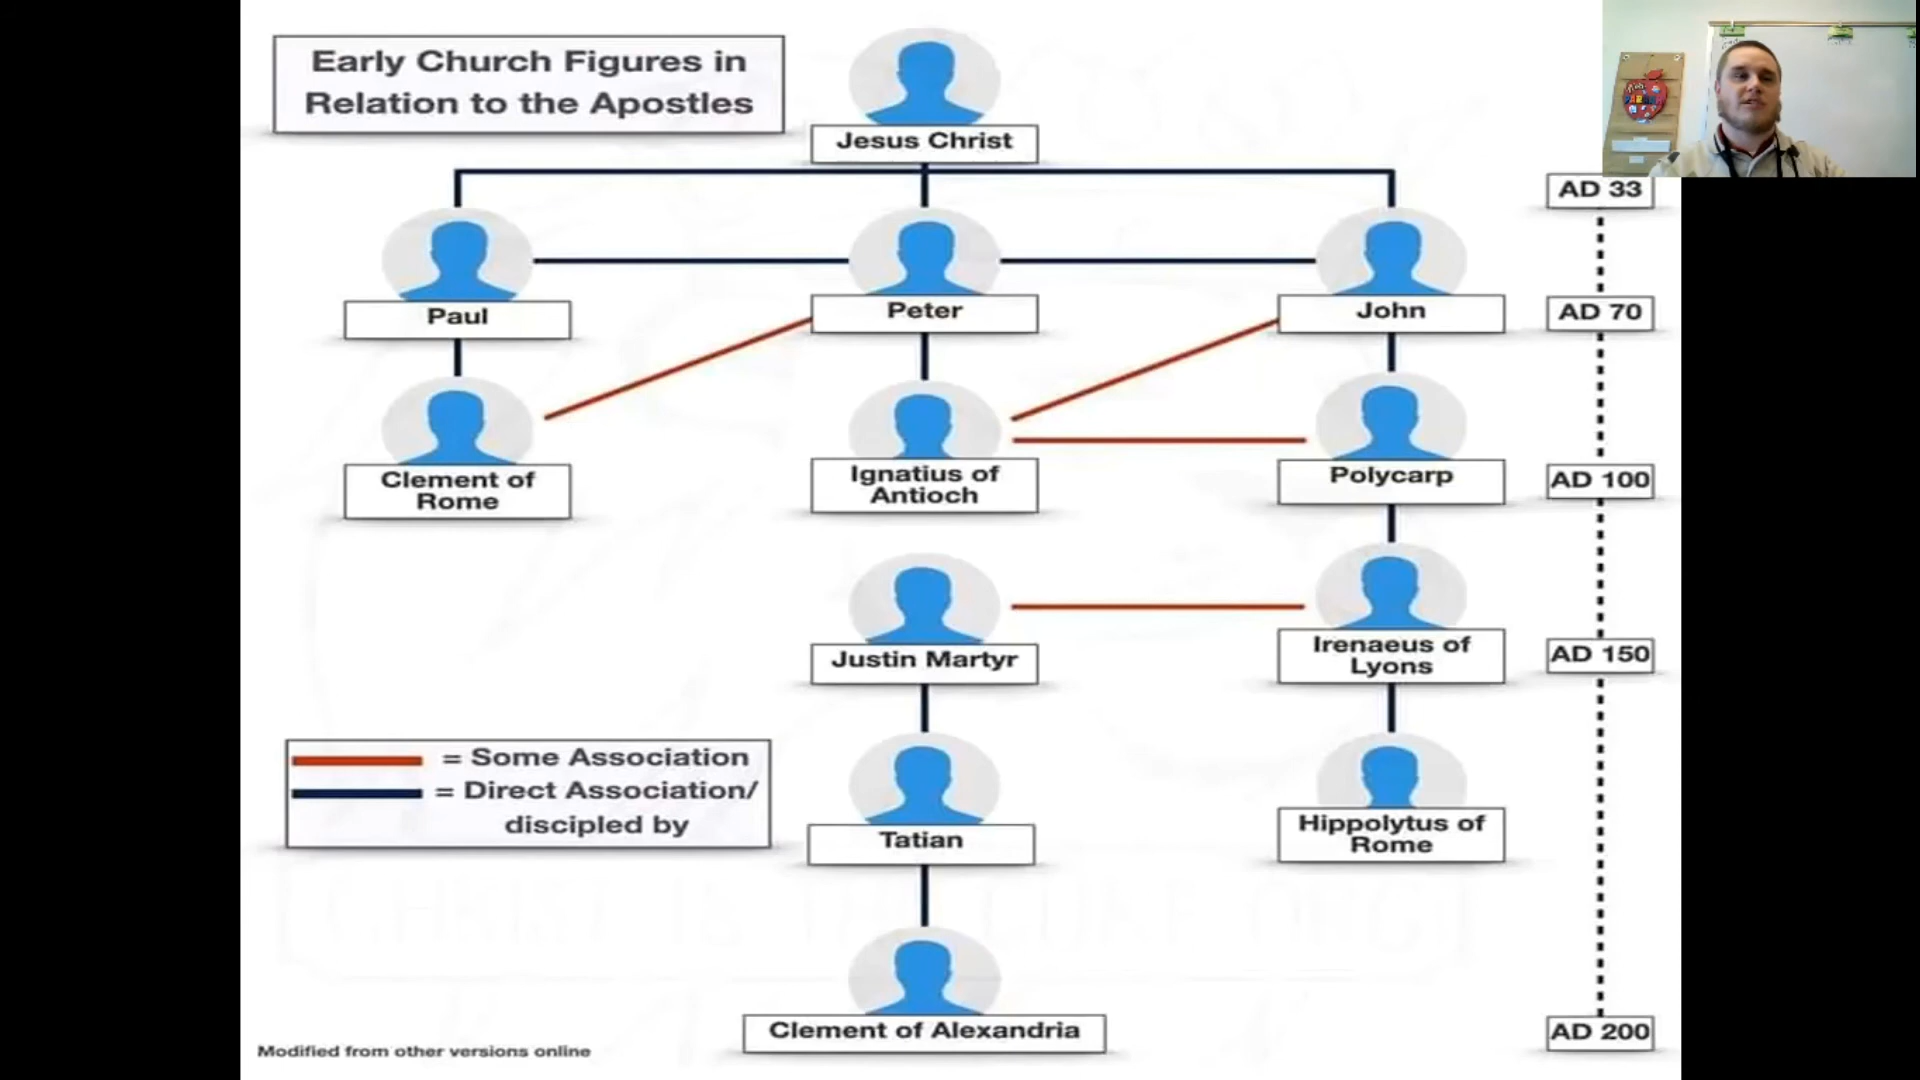 Early Church Figures in
Relation to the Apostles
Jesus Christ
AD 33
Paul
Peter
John
AD 70
Clement of
Rome
Ignatius of
Antioch
Polycarp
AD 100
Justin Martyr
Irenaeus of
Lyons
AD 150
= Some Association
= Direct Association/
discipled by
Tatian
Hippolytus of
Rome
Clement of Alexandria
AD 200
Modified from other versions online